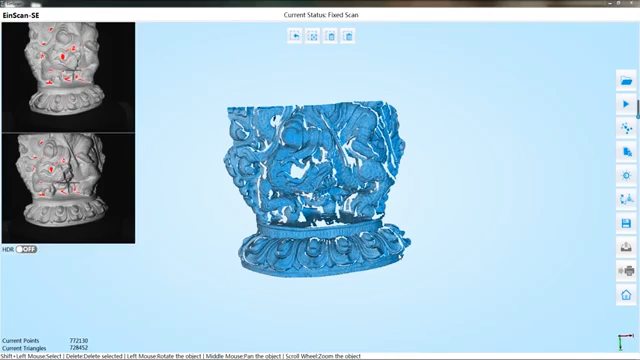 EinScan-SE
Current Status: Fixed Scan
HDR OFF
Current Points 772130
Current Triangles 728452
Shift+Left Mouse:Select | Delete:Delete selected | Left Mouse:Rotate the object | Middle Mouse:Pan the object | Scroll Wheel:Zoom the object